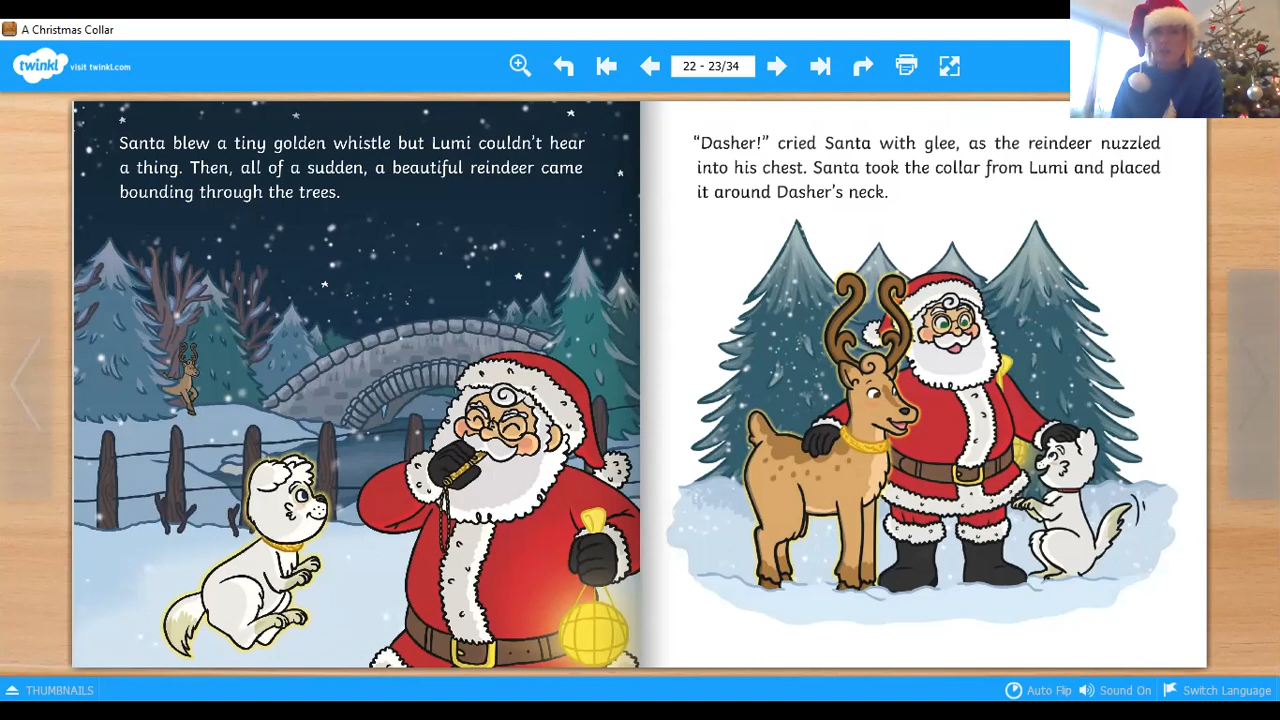 A Christmas Collar
twinkl visit twinkl.com
22 - 23/34
Santa blew a tiny golden whistle but Lumi couldn't hear
a thing. Then, all of a sudden, a beautiful reindeer came
bounding through the trees.
“Dasher!” cried Santa with glee, as the reindeer nuzzled
into his chest. Santa took the collar from Lumi and placed
it around Dasher's neck.
THUMBNAILS
Auto Flip Sound On Switch Language